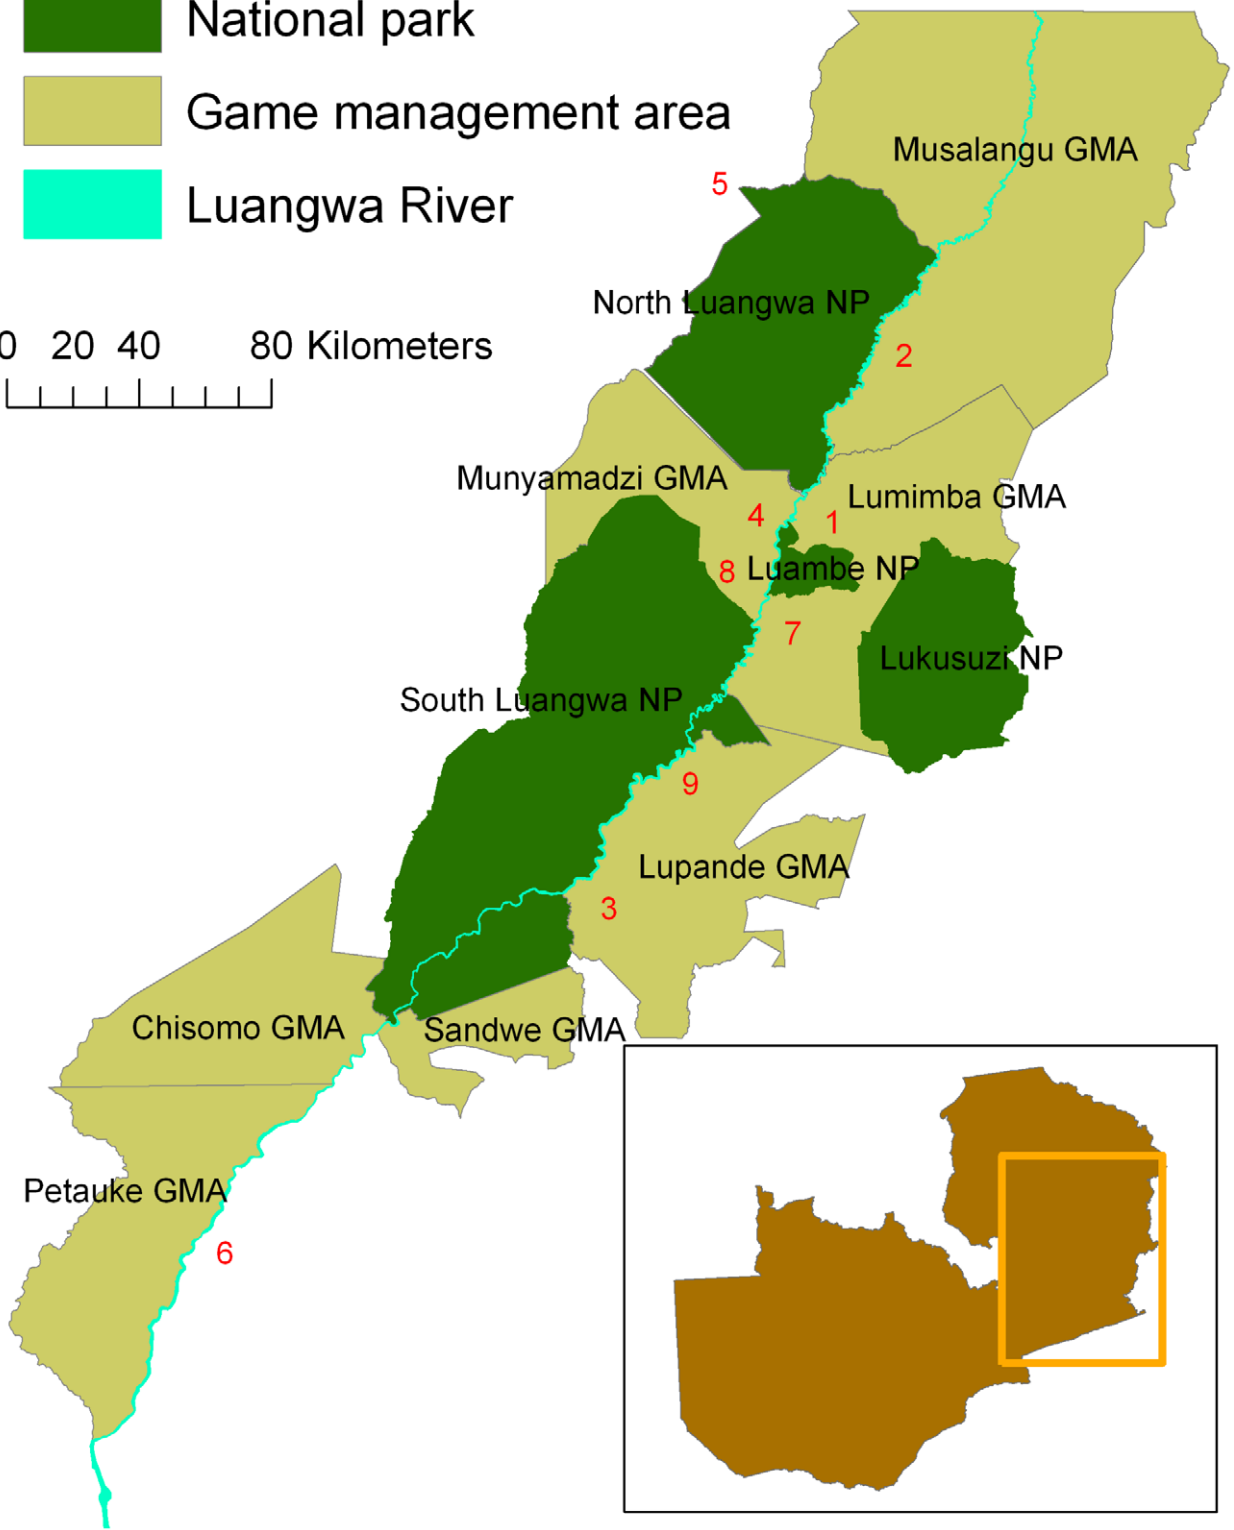 National park
Game management area
Luangwa River
0 20 40 80 Kilometers
Musalangu GMA
5
North Luangwa NP
2
Munyamadzi GMA
Lumimba GMA
4
1
8
Luambe NP
7
Lukusuzi NP
South Luangwa NP
9
Lupande GMA
3
Chisomo GMA
Sandwe GMA
Petauke GMA
6